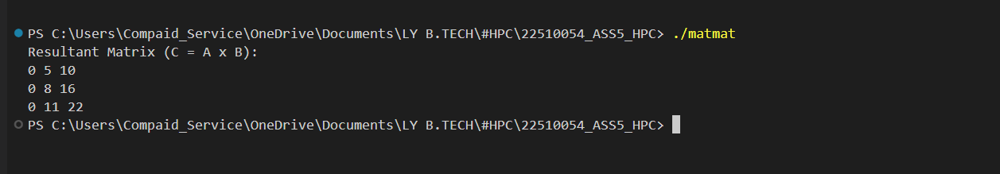 PS C:\Users\Compaid_Service\OneDrive\Documents\LY B.TECH\#HPC\22510054_ASS5_HPC> ./matmat
Resultant Matrix (C = A x B):
0 5 10
0 8 16
0 11 22
PS C:\Users\Compaid_Service\OneDrive\Documents\LY B.TECH\#HPC\22510054_ASS5_HPC>